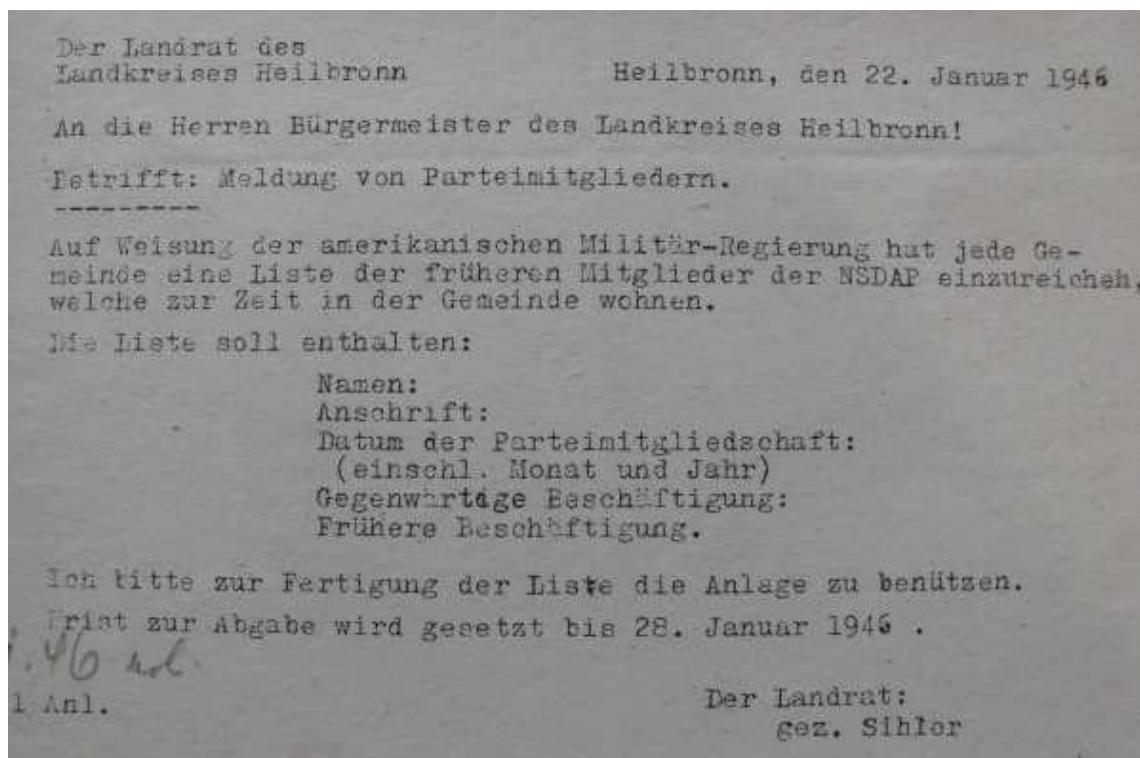 Der Landrat des
Landkreises Heilbronn Heilbronn, den 22. Januar 1946
An die Herren Bürgermeister des Landkreises Heilbronn!
Betrifft: Meldung von Parteimitgliedern.
---------
Auf Weisung der amerikanischen Militär-Regierung hat jede Ge-
meinde eine Liste der früheren Mitglieder der NSDAP einzureichen,
welche zur Zeit in der Gemeinde wohnen.
Die Liste soll enthalten:
Namen:
Anschrift:
Datum der Parteimitgliedschaft:
(einschl. Monat und Jahr)
Gegenwärtige Beschäftigung:
Frühere Beschäftigung.
Ich bitte zur Fertigung der Liste die Anlage zu benützen.
Frist zur Abgabe wird gesetzt bis 28. Januar 1946 .
.46
1 Anl. Der Landrat:
gez. Sihler